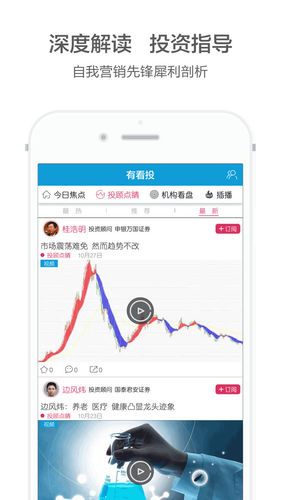 深度解读 投资指导
自我营销先锋犀利剖析
有看投
今日焦点 投顾点睛 机构看盘 插播
最热 推荐 最新
桂浩明 投资顾问 申银万国证券 +订阅
市场震荡难免 然而趋势不改
投顾点睛 10月27日
视频
0 0
边风炜 投资顾问 国泰君安证券 +订阅
边风炜：养老 医疗 健康凸显龙头迹象
投顾点睛 10月23日
视频